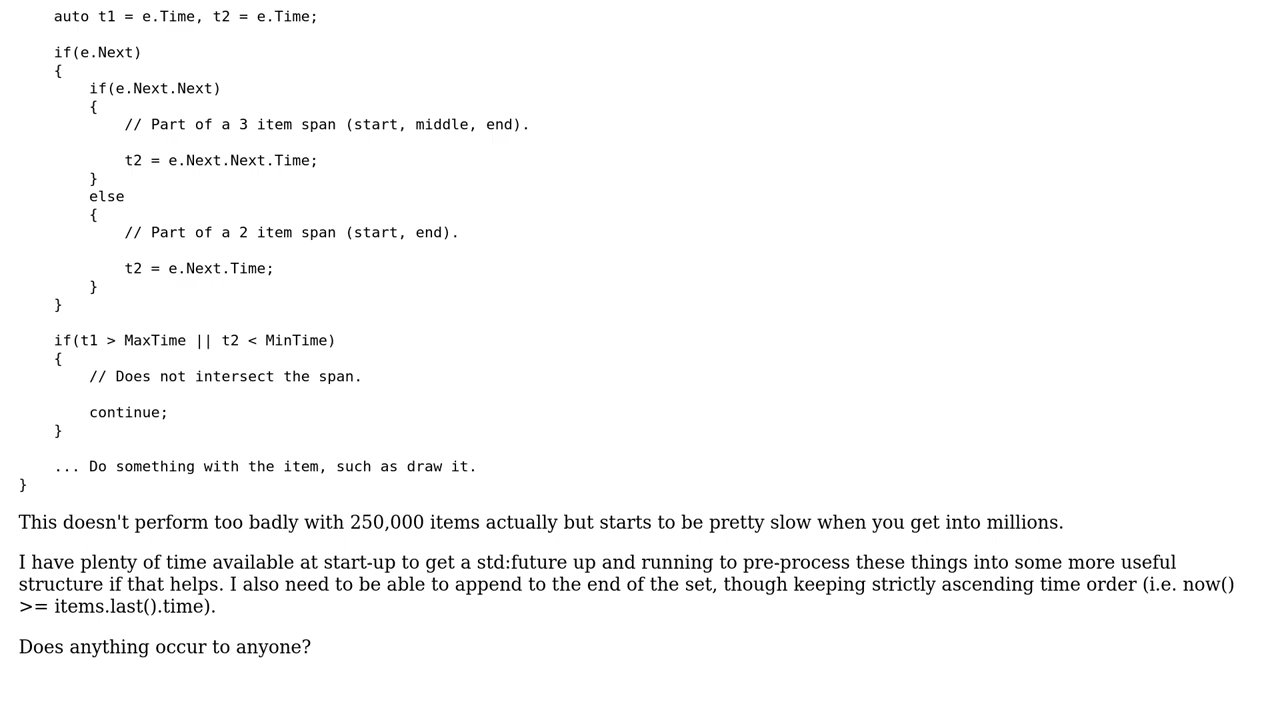 auto t1 = e.Time, t2 = e.Time;

    if(e.Next)
    {
        if(e.Next.Next)
        {
            // Part of a 3 item span (start, middle, end).

            t2 = e.Next.Next.Time;
        }
        else
        {
            // Part of a 2 item span (start, end).

            t2 = e.Next.Time;
        }
    }

    if(t1 > MaxTime || t2 < MinTime)
    {
        // Does not intersect the span.

        continue;
    }

    ... Do something with the item, such as draw it.
}
This doesn't perform too badly with 250,000 items actually but starts to be pretty slow when you get into millions.
I have plenty of time available at start-up to get a std:future up and running to pre-process these things into some more useful
structure if that helps. I also need to be able to append to the end of the set, though keeping strictly ascending time order (i.e. now()
>= items.last().time).
Does anything occur to anyone?